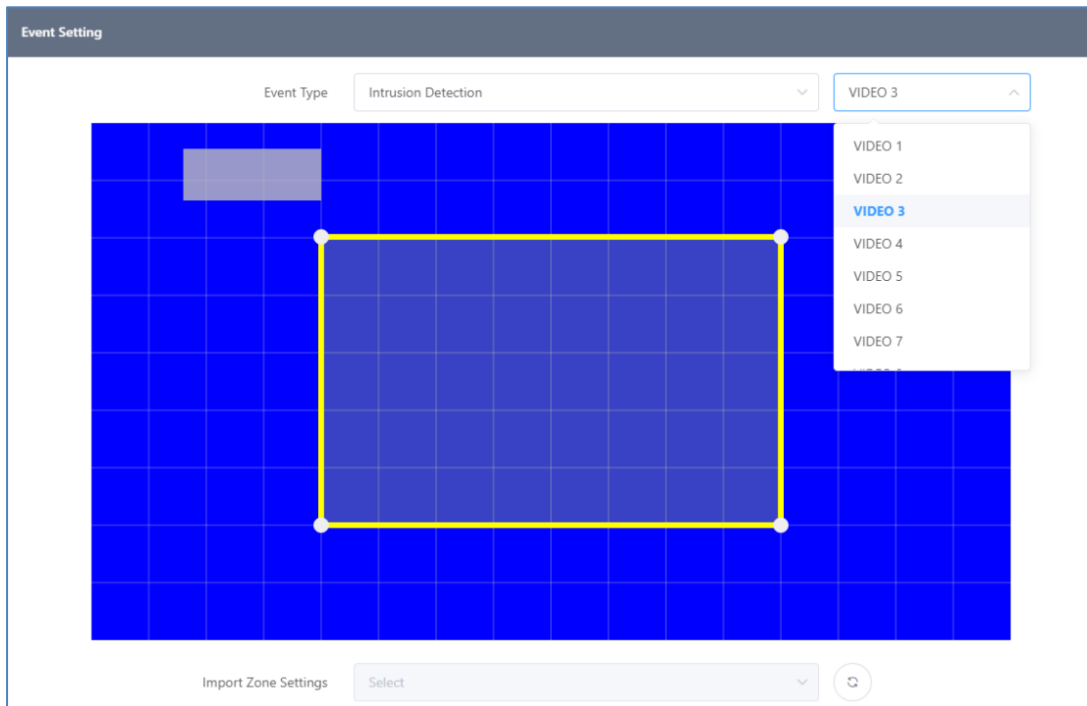 Event Setting
Event Type
Intrusion Detection
VIDEO 3
VIDEO 1
VIDEO 2
VIDEO 3
VIDEO 4
VIDEO 5
VIDEO 6
VIDEO 7
Import Zone Settings
Select